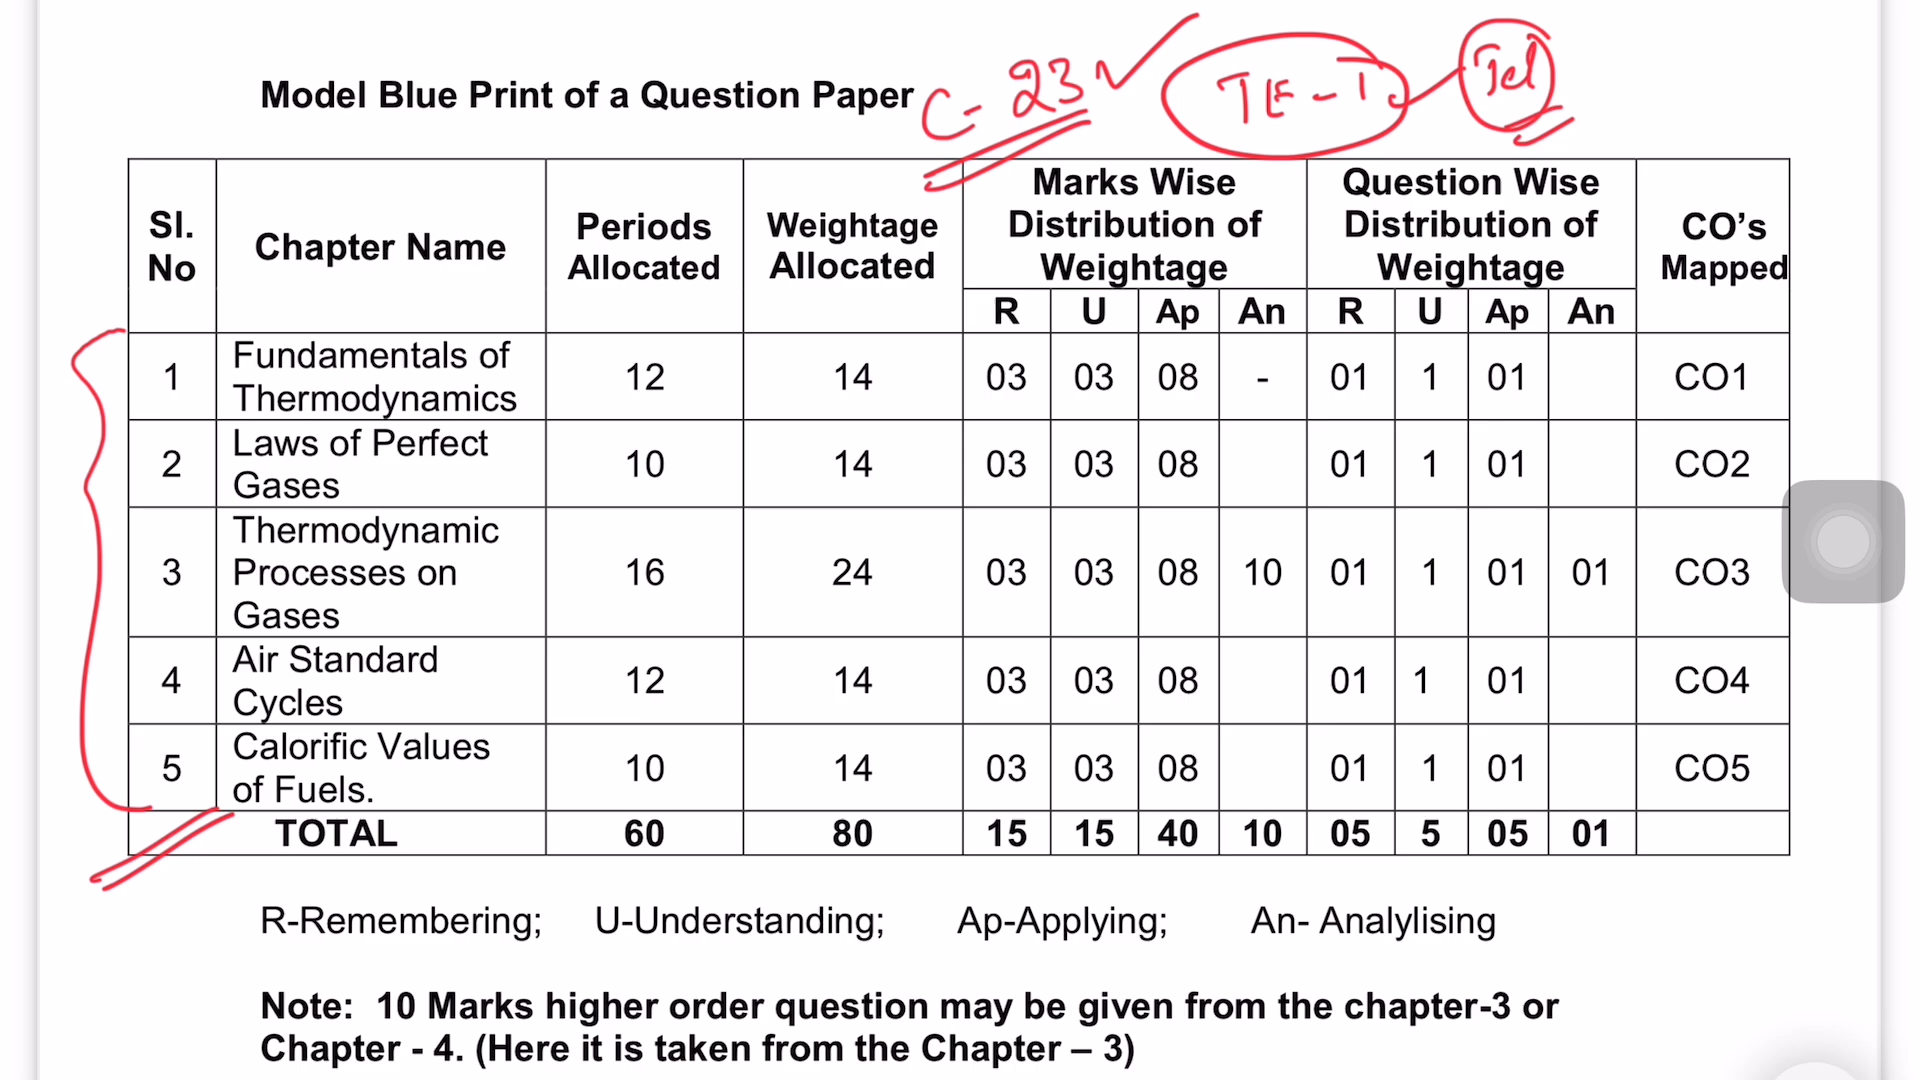 Model Blue Print of a Question Paper C-23 TE-I Tel
Sl. No | Chapter Name | Periods Allocated | Weightage Allocated | Marks Wise Distribution of Weightage | Question Wise Distribution of Weightage | CO's Mapped
R | U | Ap | An | R | U | Ap | An
1 | Fundamentals of Thermodynamics | 12 | 14 | 03 | 03 | 08 | - | 01 | 1 | 01 | | CO1
2 | Laws of Perfect Gases | 10 | 14 | 03 | 03 | 08 | | 01 | 1 | 01 | | CO2
3 | Thermodynamic Processes on Gases | 16 | 24 | 03 | 03 | 08 | 10 | 01 | 1 | 01 | 01 | CO3
4 | Air Standard Cycles | 12 | 14 | 03 | 03 | 08 | | 01 | 1 | 01 | | CO4
5 | Calorific Values of Fuels. | 10 | 14 | 03 | 03 | 08 | | 01 | 1 | 01 | | CO5
TOTAL | 60 | 80 | 15 | 15 | 40 | 10 | 05 | 5 | 05 | 01
R-Remembering; U-Understanding; Ap-Applying; An- Analylising
Note: 10 Marks higher order question may be given from the chapter-3 or
Chapter - 4. (Here it is taken from the Chapter – 3)